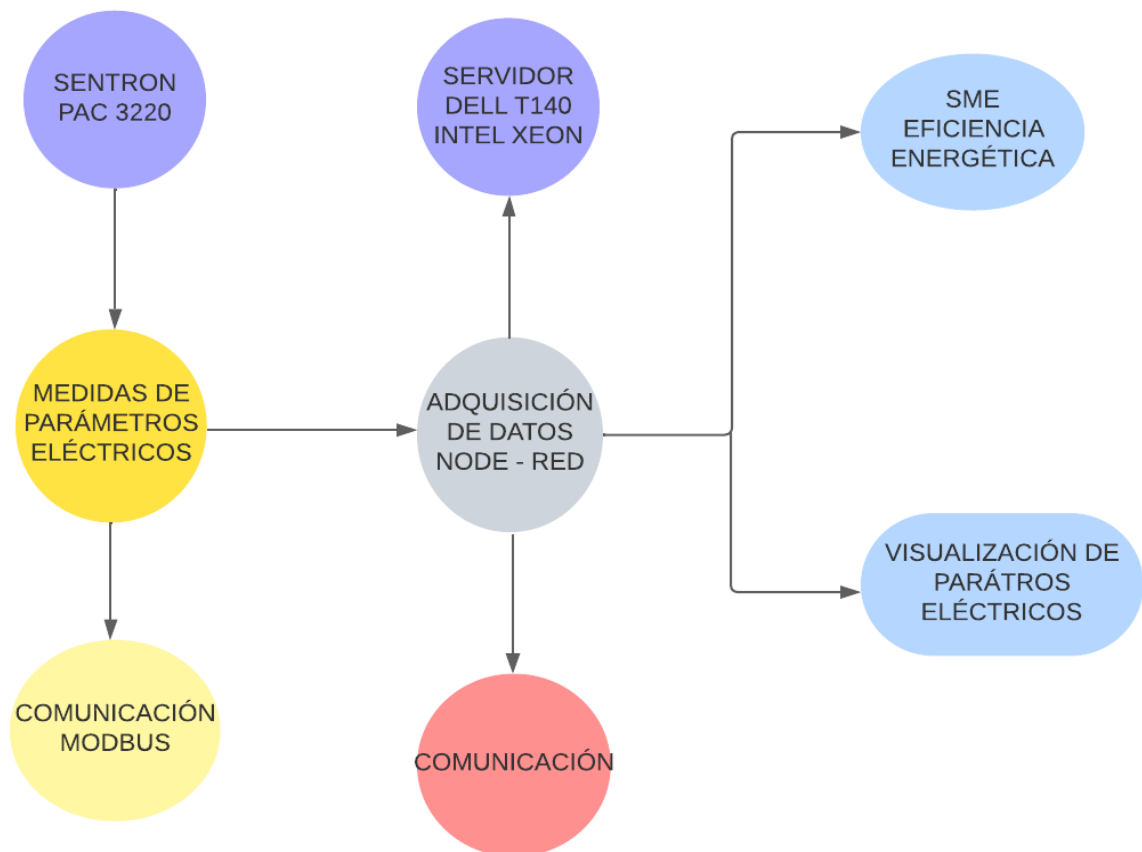 SENTRON
PAC 3220
SERVIDOR
DELL T140
INTEL XEON
SME
EFICIENCIA
ENERGÉTICA
MEDIDAS DE
PARÁMETROS
ELÉCTRICOS
ADQUISICIÓN
DE DATOS
NODE - RED
VISUALIZACIÓN DE
PARÁTROS
ELÉCTRICOS
COMUNICACIÓN
MODBUS
COMUNICACIÓN